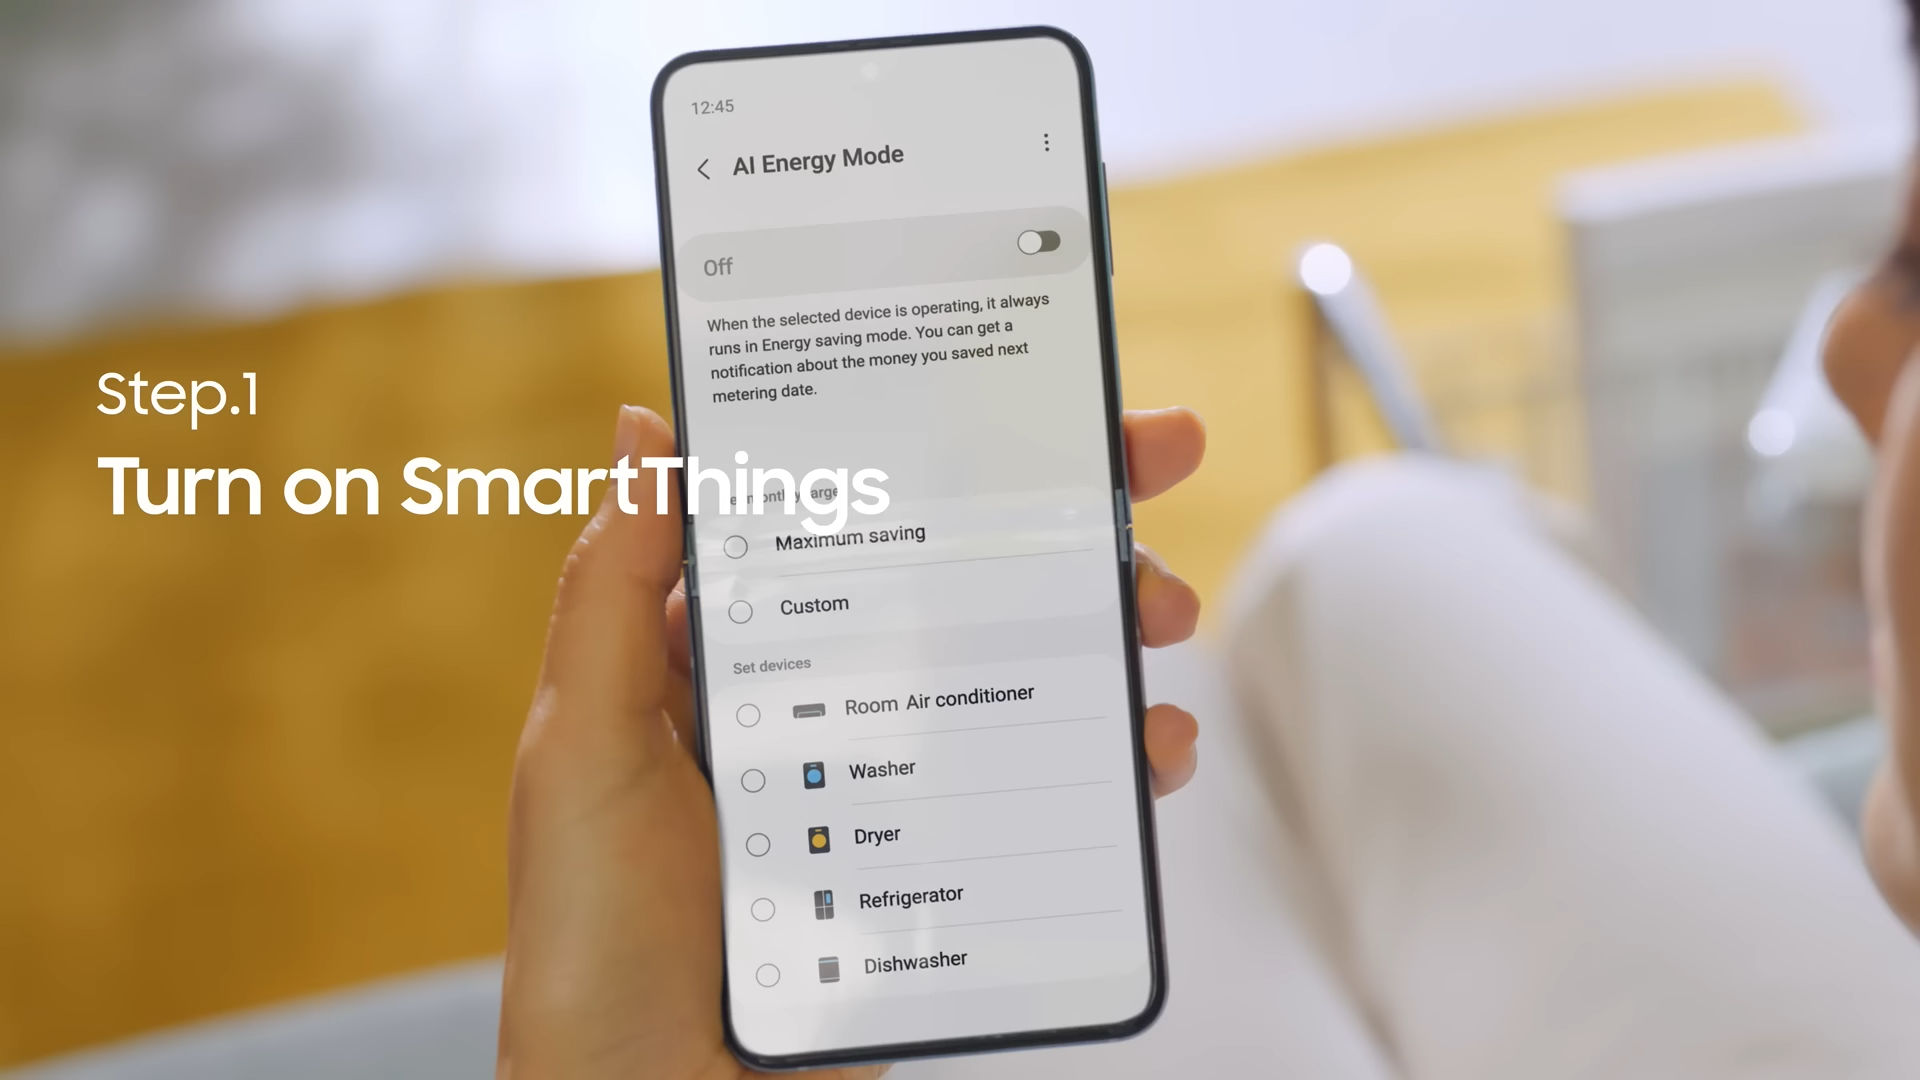 12:45
AI Energy Mode
Off
When the selected device is operating, it always
runs in Energy saving mode. You can get a
notification about the money you saved next
metering date.
Step.1
Turn on SmartThings
Maximum saving
Custom
Set devices
Room Air conditioner
Washer
Dryer
Refrigerator
Dishwasher